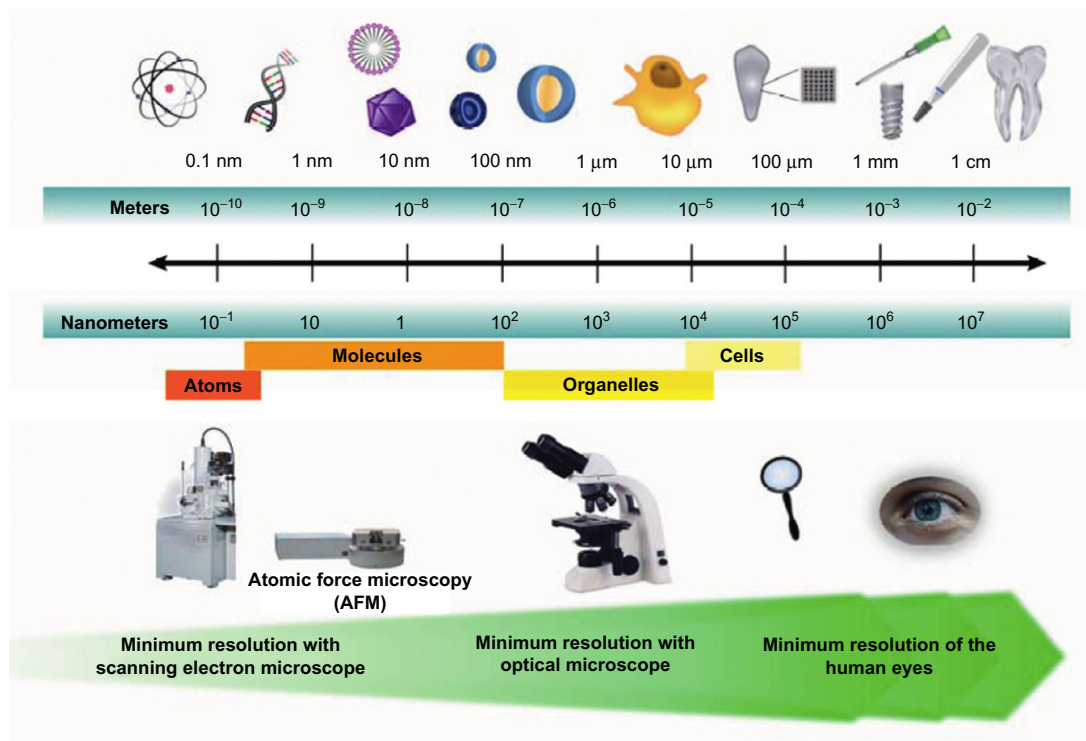 0.1 nm 1 nm 10 nm 100 nm 1 μm 10 μm 100 μm 1 mm 1 cm
Meters 10⁻¹⁰ 10⁻⁹ 10⁻⁸ 10⁻⁷ 10⁻⁶ 10⁻⁵ 10⁻⁴ 10⁻³ 10⁻²
Nanometers 10⁻¹ 10 1 10² 10³ 10⁴ 10⁵ 10⁶ 10⁷
Molecules Cells
Atoms Organelles
Atomic force microscopy
(AFM)
Minimum resolution with
scanning electron microscope
Minimum resolution with
optical microscope
Minimum resolution of the
human eyes